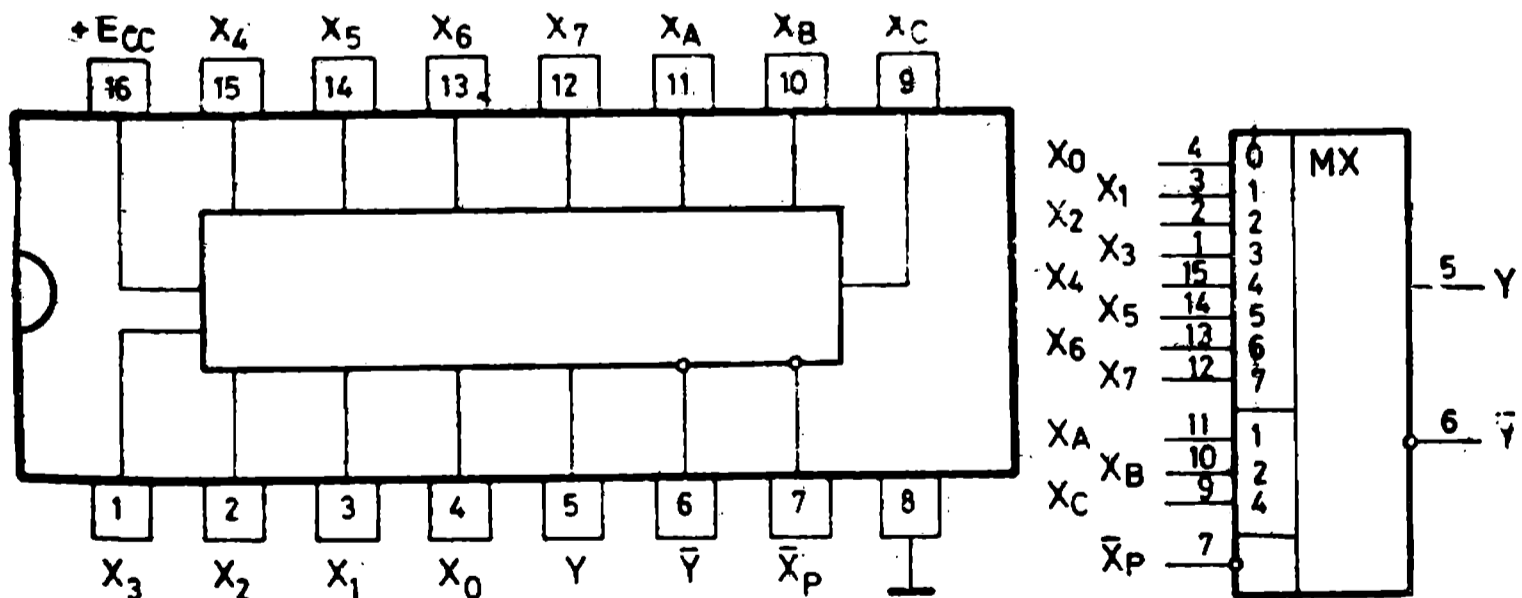 +ECC X4 X5 X6 X7 XA XB XC
16 15 14 13 12 11 10 9
1 2 3 4 5 6 7 8
X3 X2 X1 X0 Y Ȳ X̄P
X0 4 0 MX
X1 3 1
X2 2 2
X3 1 3
X4 15 4 5 Y
X5 14 5
X6 13 6
X7 12 7
XA 11 1 6 Ȳ
XB 10 2
XC 9 4
X̄P 7